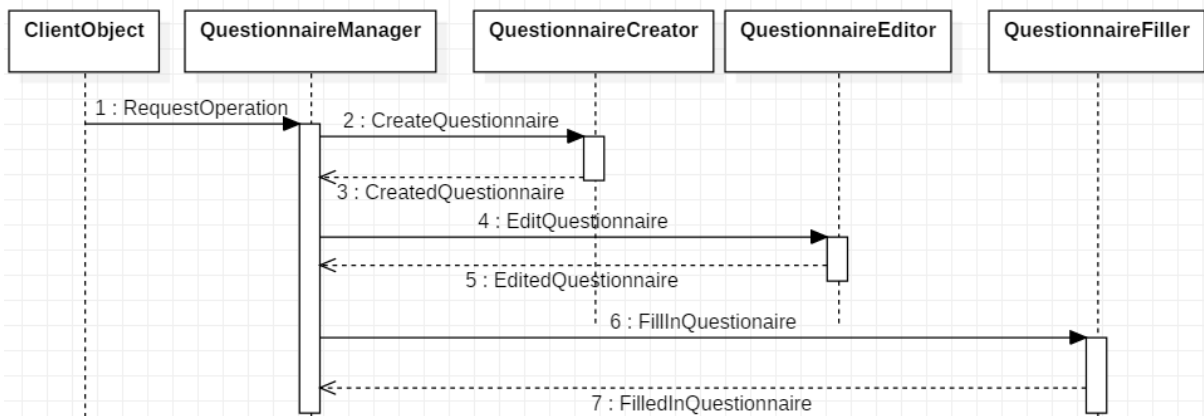 ClientObject
QuestionnaireManager
QuestionnaireCreator
QuestionnaireEditor
QuestionnaireFiller
1 : RequestOperation
2 : CreateQuestionnaire
3 : CreatedQuestionnaire
4 : EditQuestionnaire
5 : EditedQuestionnaire
6 : FillInQuestionaire
7 : FilledInQuestionnaire